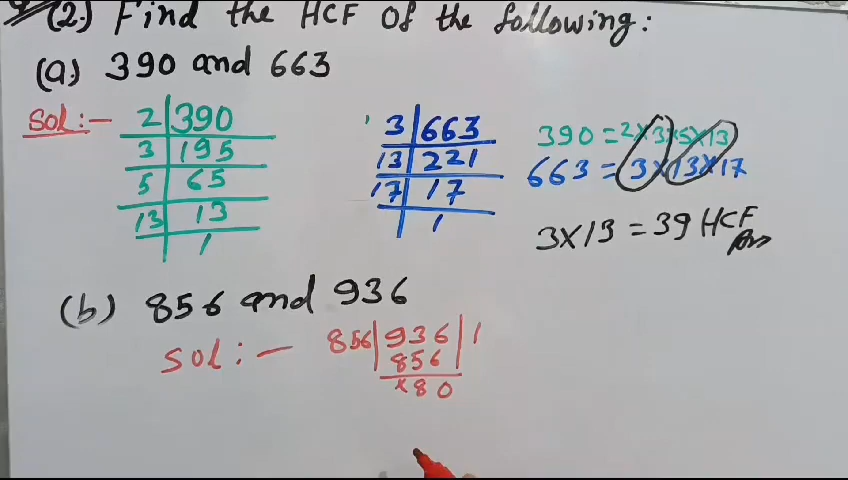 (2.) Find the HCF of the following:
(a) 390 and 663
Sol:-
2 | 390
3 | 195
5 | 65
13 | 13
1
3 | 663
13 | 221
17 | 17
1
390 = 2×3×5×13
663 = 3×13×17
3×13 = 39 HCF Ans
(b) 856 and 936
Sol:-
856 | 936 | 1
856
×80